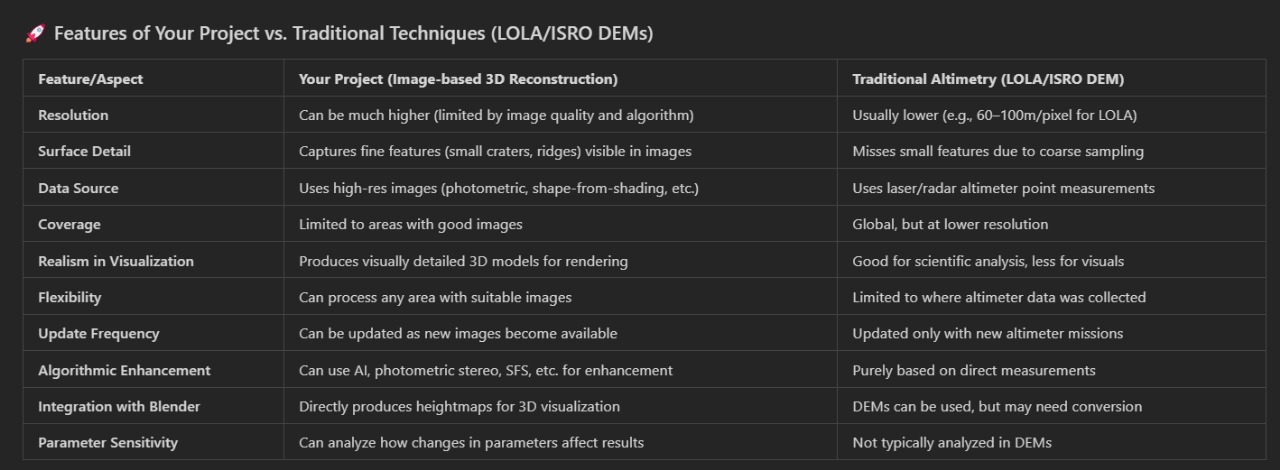 🚀 Features of Your Project vs. Traditional Techniques (LOLA/ISRO DEMs)
Feature/Aspect Your Project (Image-based 3D Reconstruction) Traditional Altimetry (LOLA/ISRO DEM)
Resolution Can be much higher (limited by image quality and algorithm) Usually lower (e.g., 60–100m/pixel for LOLA)
Surface Detail Captures fine features (small craters, ridges) visible in images Misses small features due to coarse sampling
Data Source Uses high-res images (photometric, shape-from-shading, etc.) Uses laser/radar altimeter point measurements
Coverage Limited to areas with good images Global, but at lower resolution
Realism in Visualization Produces visually detailed 3D models for rendering Good for scientific analysis, less for visuals
Flexibility Can process any area with suitable images Limited to where altimeter data was collected
Update Frequency Can be updated as new images become available Updated only with new altimeter missions
Algorithmic Enhancement Can use AI, photometric stereo, SFS, etc. for enhancement Purely based on direct measurements
Integration with Blender Directly produces heightmaps for 3D visualization DEMs can be used, but may need conversion
Parameter Sensitivity Can analyze how changes in parameters affect results Not typically analyzed in DEMs